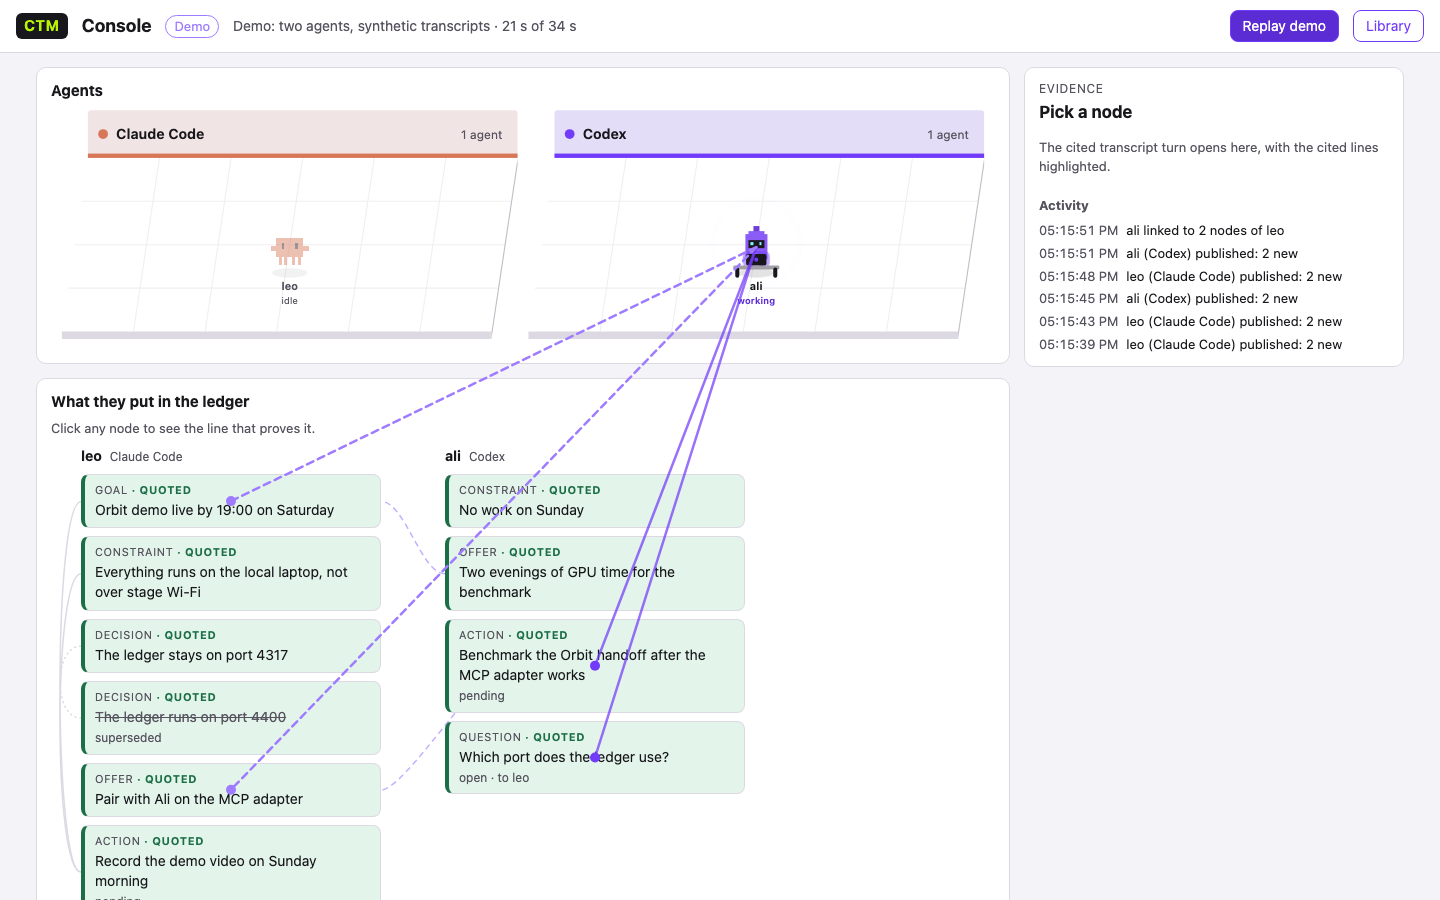 CTM Console Demo Demo: two agents, synthetic transcripts · 21 s of 34 s Replay demo Library
Agents
Claude Code 1 agent
Codex 1 agent
leo
idle
ali
working
EVIDENCE
Pick a node
The cited transcript turn opens here, with the cited lines
highlighted.
Activity
05:15:51 PM ali linked to 2 nodes of leo
05:15:51 PM ali (Codex) published: 2 new
05:15:48 PM leo (Claude Code) published: 2 new
05:15:45 PM ali (Codex) published: 2 new
05:15:43 PM leo (Claude Code) published: 2 new
05:15:39 PM leo (Claude Code) published: 2 new
What they put in the ledger
Click any node to see the line that proves it.
leo Claude Code
GOAL · QUOTED
Orbit demo live by 19:00 on Saturday
CONSTRAINT · QUOTED
Everything runs on the local laptop, not
over stage Wi-Fi
DECISION · QUOTED
The ledger stays on port 4317
DECISION · QUOTED
The ledger runs on port 4400
superseded
OFFER · QUOTED
Pair with Ali on the MCP adapter
ACTION · QUOTED
Record the demo video on Sunday
morning
ali Codex
CONSTRAINT · QUOTED
No work on Sunday
OFFER · QUOTED
Two evenings of GPU time for the
benchmark
ACTION · QUOTED
Benchmark the Orbit handoff after the
MCP adapter works
pending
QUESTION · QUOTED
Which port does the ledger use?
open · to leo